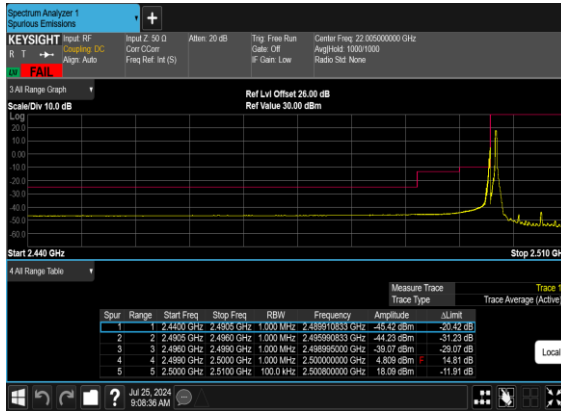 Spectrum Analyzer 1
Spurious Emissions
KEYSIGHT Input: RF Input Z: 50 Ω Atten: 20 dB Trig: Free Run Center Freq: 22.005000000 GHz
R T Coupling: DC Corr CCorr Gate: Off Avg|Hold: 1000/1000
Align: Auto Freq Ref: Int (S) IF Gain: Low Radio Std: None
FAIL
3 All Range Graph
Ref Lvl Offset 26.00 dB
Scale/Div 10.0 dB Ref Value 30.00 dBm
Log
20.0
10.0
0.00
-10.0
-20.0
-30.0
-40.0
-50.0
-60.0
Start 2.440 GHz Stop 2.510 GH
4 All Range Table
Measure Trace Trace 1
Trace Type Trace Average (Active)
Spur Range Start Freq Stop Freq RBW Frequency Amplitude ΔLimit
1 1 2.4400 GHz 2.4905 GHz 1.000 MHz 2.489910833 GHz -45.42 dBm -20.42 dB
2 2 2.4905 GHz 2.4960 GHz 1.000 MHz 2.495990833 GHz -44.23 dBm -31.23 dB
3 3 2.4960 GHz 2.4990 GHz 1.000 MHz 2.498995000 GHz -39.07 dBm -29.07 dB
4 4 2.4990 GHz 2.5000 GHz 1.000 MHz 2.500000000 GHz 4.809 dBm F 14.81 dB
5 5 2.5000 GHz 2.5100 GHz 100.0 kHz 2.500800000 GHz 18.09 dBm -11.91 dB
Local
Jul 25, 2024
9:08:36 AM